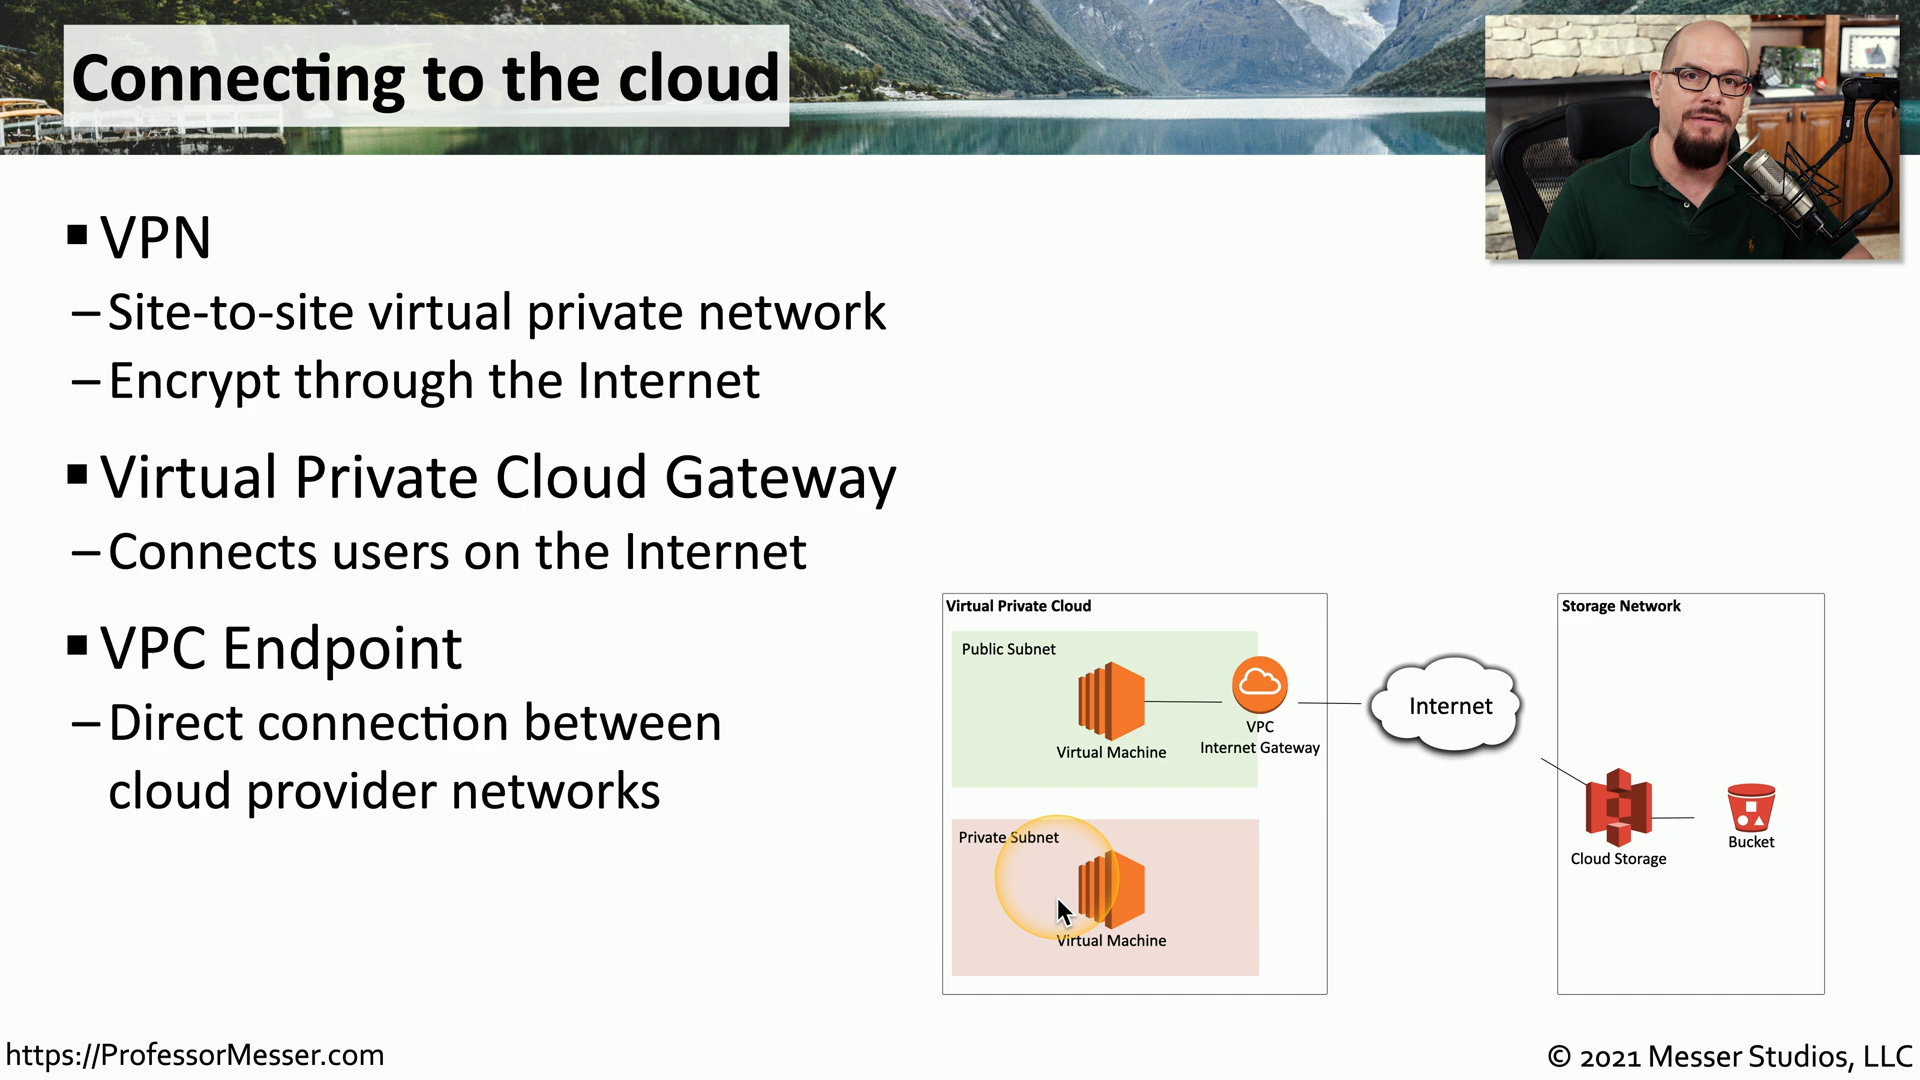 Connecting to the cloud
▪ VPN
– Site-to-site virtual private network
– Encrypt through the Internet
▪ Virtual Private Cloud Gateway
– Connects users on the Internet
▪ VPC Endpoint
– Direct connection between
cloud provider networks
Virtual Private Cloud
Public Subnet
Virtual Machine
VPC
Internet Gateway
Private Subnet
Virtual Machine
Internet
Storage Network
Cloud Storage
Bucket
https://ProfessorMesser.com
© 2021 Messer Studios, LLC